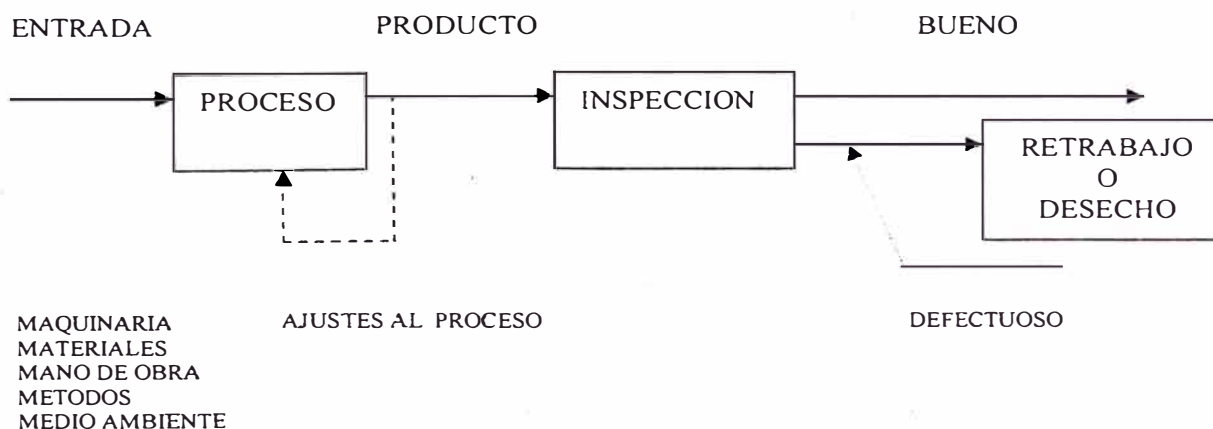 ENTRADA
PRODUCTO
BUENO
PROCESO
INSPECCION
RETRABAJO
O
DESECHO
MAQUINARIA
MATERIALES
MANO DE OBRA
METODOS
MEDIO AMBIENTE
AJUSTES AL PROCESO
DEFECTUOSO